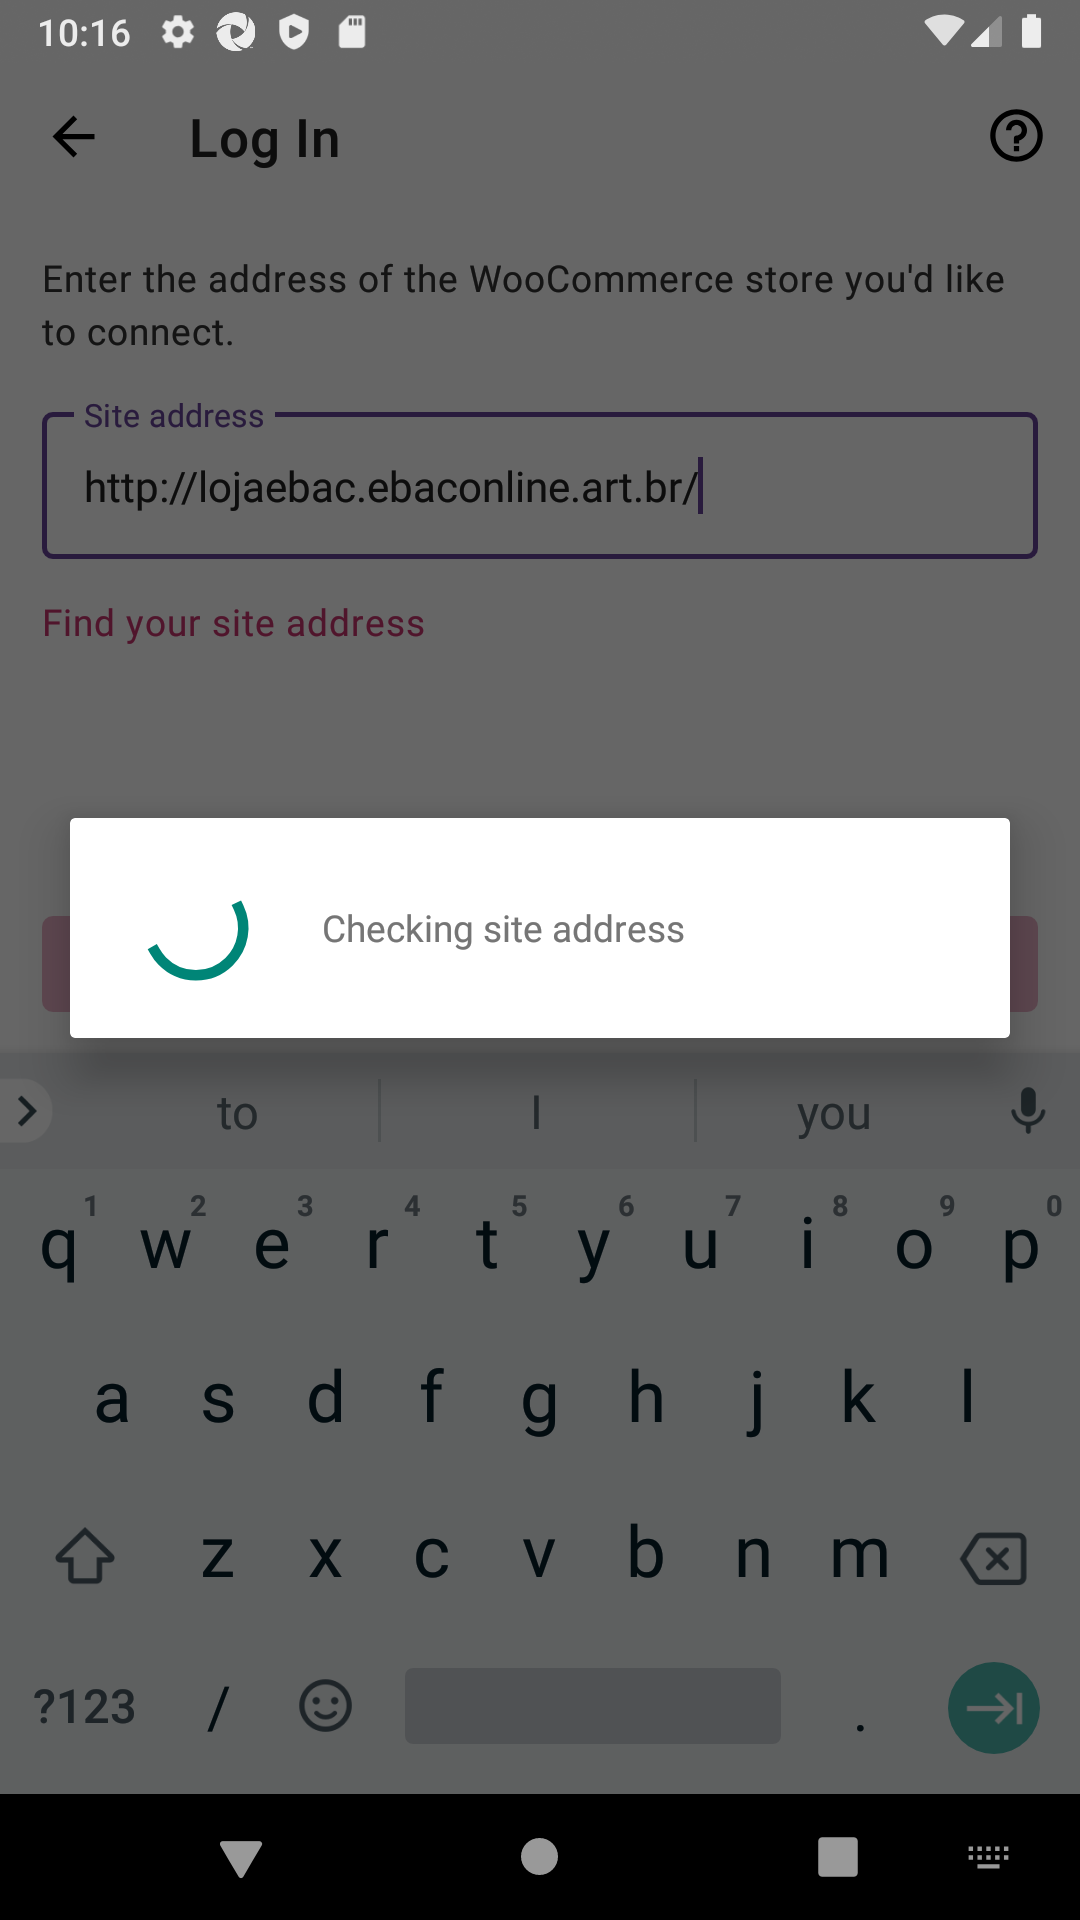 10:16
Log In
Enter the address of the WooCommerce store you'd like
to connect.
Site address
http://lojaebac.ebaconline.art.br/
Find your site address
Checking site address
to I you
1 2 3 4 5 6 7 8 9 0
q w e r t y u i o p
a s d f g h j k l
z x c v b n m
?123 / .